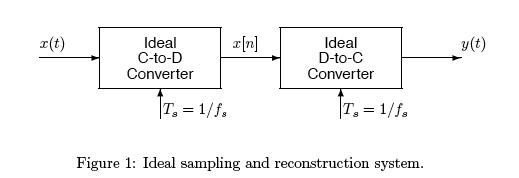 x(t)
Ideal
C-to-D
Converter
x[n]
Ideal
D-to-C
Converter
y(t)
T_s = 1/f_s
T_s = 1/f_s
Figure 1: Ideal sampling and reconstruction system.